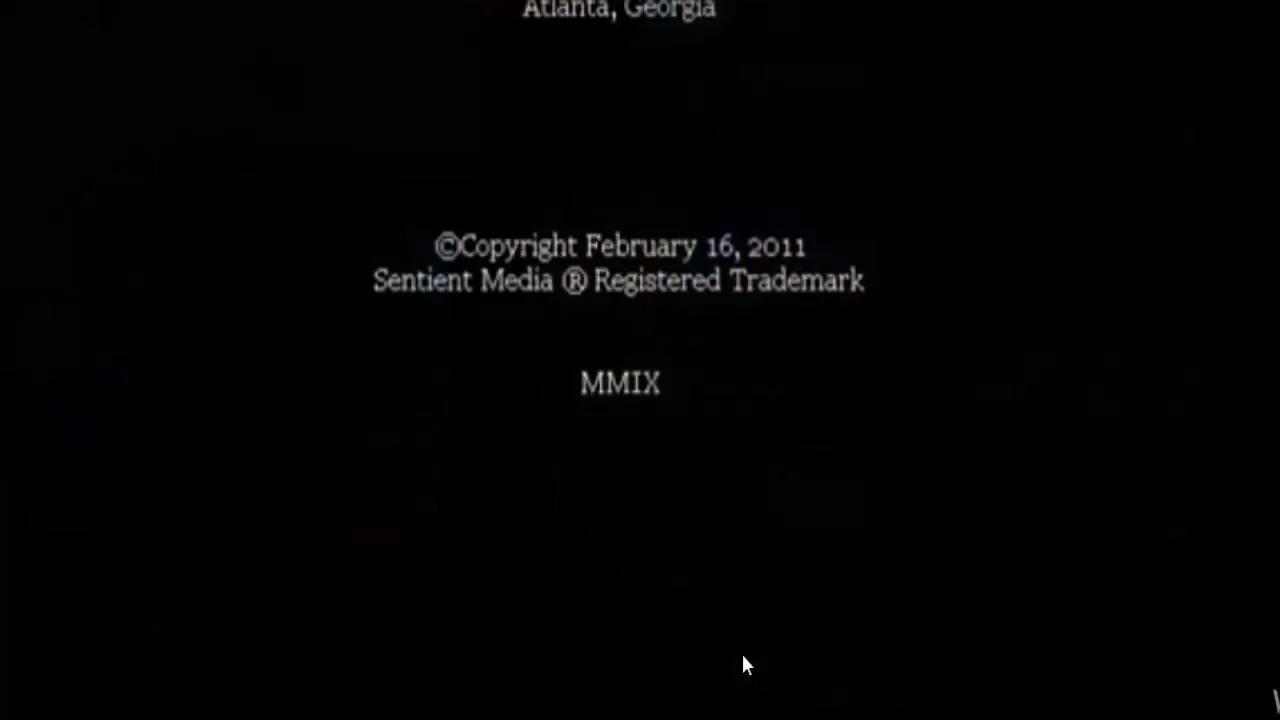 Atlanta, Georgia
©Copyright February 16, 2011
Sentient Media ® Registered Trademark
MMIX